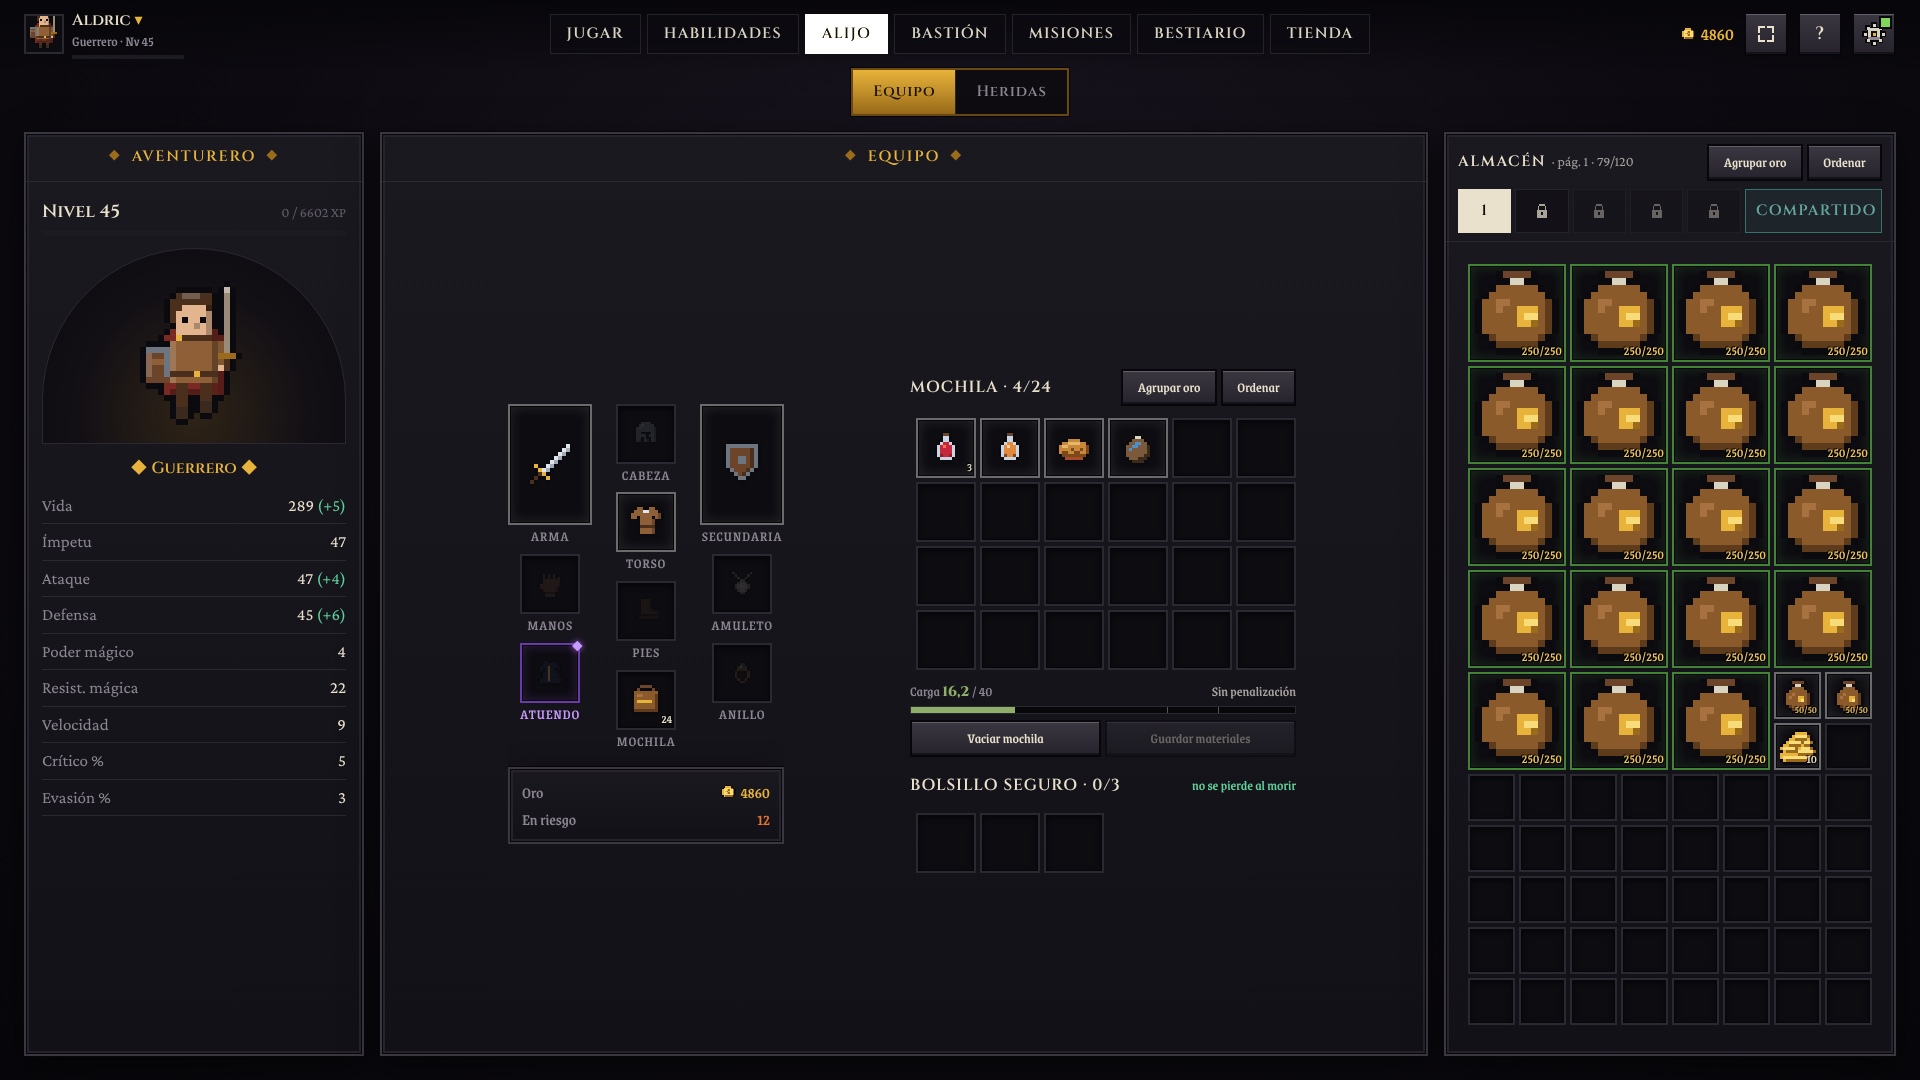 ALDRIC ▾
Guerrero · Nv 45
JUGAR
HABILIDADES
ALIJO
BASTIÓN
MISIONES
BESTIARIO
TIENDA
4860
?
EQUIPO
HERIDAS
AVENTURERO
NIVEL 45
0 / 6602 XP
GUERRERO
Vida 289 (+5)
Ímpetu 47
Ataque 47 (+4)
Defensa 45 (+6)
Poder mágico 4
Resist. mágica 22
Velocidad 9
Crítico % 5
Evasión % 3
EQUIPO
ARMA
CABEZA
SECUNDARIA
TORSO
MANOS
AMULETO
PIES
ATUENDO
24
ANILLO
MOCHILA
Oro 4860
En riesgo 12
MOCHILA · 4/24
Agrupar oro
Ordenar
3
Carga 16,2 / 40
Sin penalización
Vaciar mochila
Guardar materiales
BOLSILLO SEGURO · 0/3
no se pierde al morir
ALMACÉN · pág. 1 · 79/120
Agrupar oro
Ordenar
1
COMPARTIDO
250/250 250/250 250/250 250/250
250/250 250/250 250/250 250/250
250/250 250/250 250/250 250/250
250/250 250/250 250/250 250/250
50/50 50/50
250/250 250/250 250/250 10